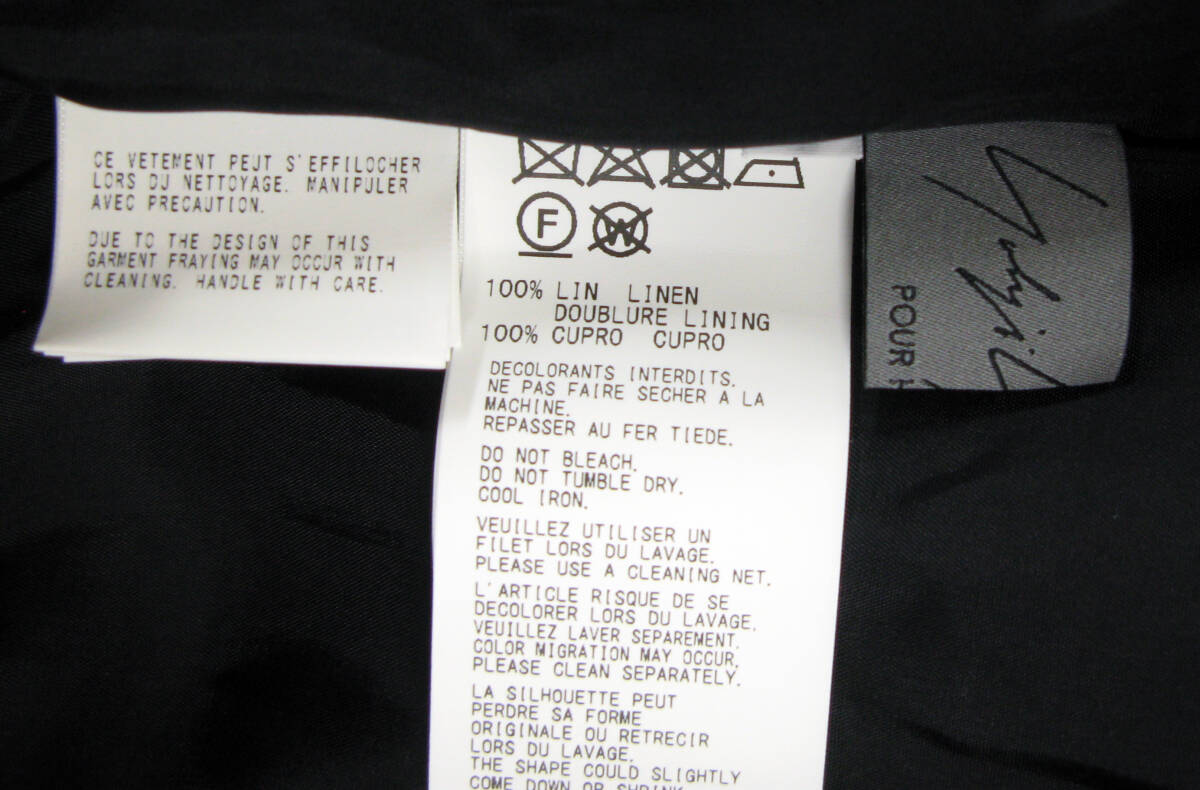 CE VETEMENT PEUT S'EFFILOCHER
LORS DU NETTOYAGE. MANIPULER
AVEC PRECAUTION.
DUE TO THE DESIGN OF THIS
GARMENT FRAYING MAY OCCUR WITH
CLEANING. HANDLE WITH CARE.
F
W
100% LIN LINEN
DOUBLURE LINING
100% CUPRO CUPRO
DECOLORANTS INTERDITS.
NE PAS FAIRE SECHER A LA
MACHINE.
REPASSER AU FER TIEDE.
DO NOT BLEACH.
DO NOT TUMBLE DRY.
COOL IRON.
VEUILLEZ UTILISER UN
FILET LORS DU LAVAGE.
PLEASE USE A CLEANING NET.
L'ARTICLE RISQUE DE SE
DECOLORER LORS DU LAVAGE.
VEUILLEZ LAVER SEPAREMENT.
COLOR MIGRATION MAY OCCUR.
PLEASE CLEAN SEPARATELY.
LA SILHOUETTE PEUT
PERDRE SA FORME
ORIGINALE OU RETRECIR
LORS DU LAVAGE.
THE SHAPE COULD SLIGHTLY
COME DOWN OR SHRINK
Yohji
POUR